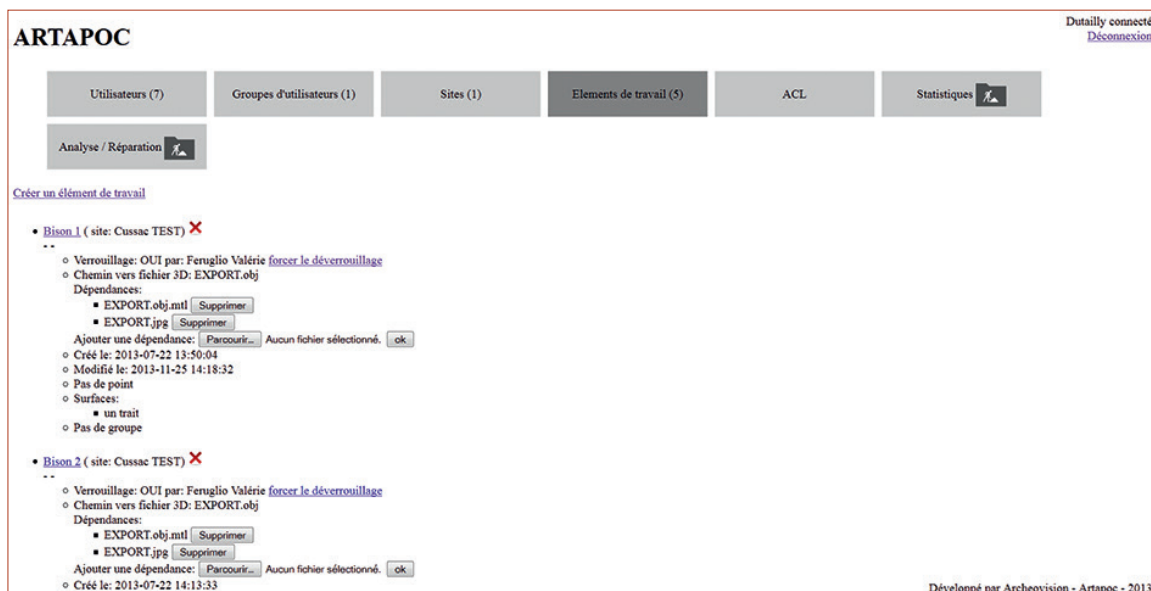 Dutailly connecté
Déconnexion
ARTAPOC
Utilisateurs (7)
Groupes d'utilisateurs (1)
Sites (1)
Elements de travail (5)
ACL
Statistiques
Analyse / Réparation
Créer un élément de travail
Bison 1 ( site: Cussac TEST)
- -
Verrouillage: OUI par: Feruglio Valérie forcer le déverrouillage
Chemin vers fichier 3D: EXPORT.obj
Dépendances:
EXPORT.obj.mtl Supprimer
EXPORT.jpg Supprimer
Ajouter une dépendance: Parcourir... Aucun fichier sélectionné. ok
Créé le: 2013-07-22 13:50:04
Modifié le: 2013-11-25 14:18:32
Pas de point
Surfaces:
un trait
Pas de groupe
Bison 2 ( site: Cussac TEST)
- -
Verrouillage: OUI par: Feruglio Valérie forcer le déverrouillage
Chemin vers fichier 3D: EXPORT.obj
Dépendances:
EXPORT.obj.mtl Supprimer
EXPORT.jpg Supprimer
Ajouter une dépendance: Parcourir... Aucun fichier sélectionné. ok
Créé le: 2013-07-22 14:13:33
Développé par Archeovision - Artapoc - 2013